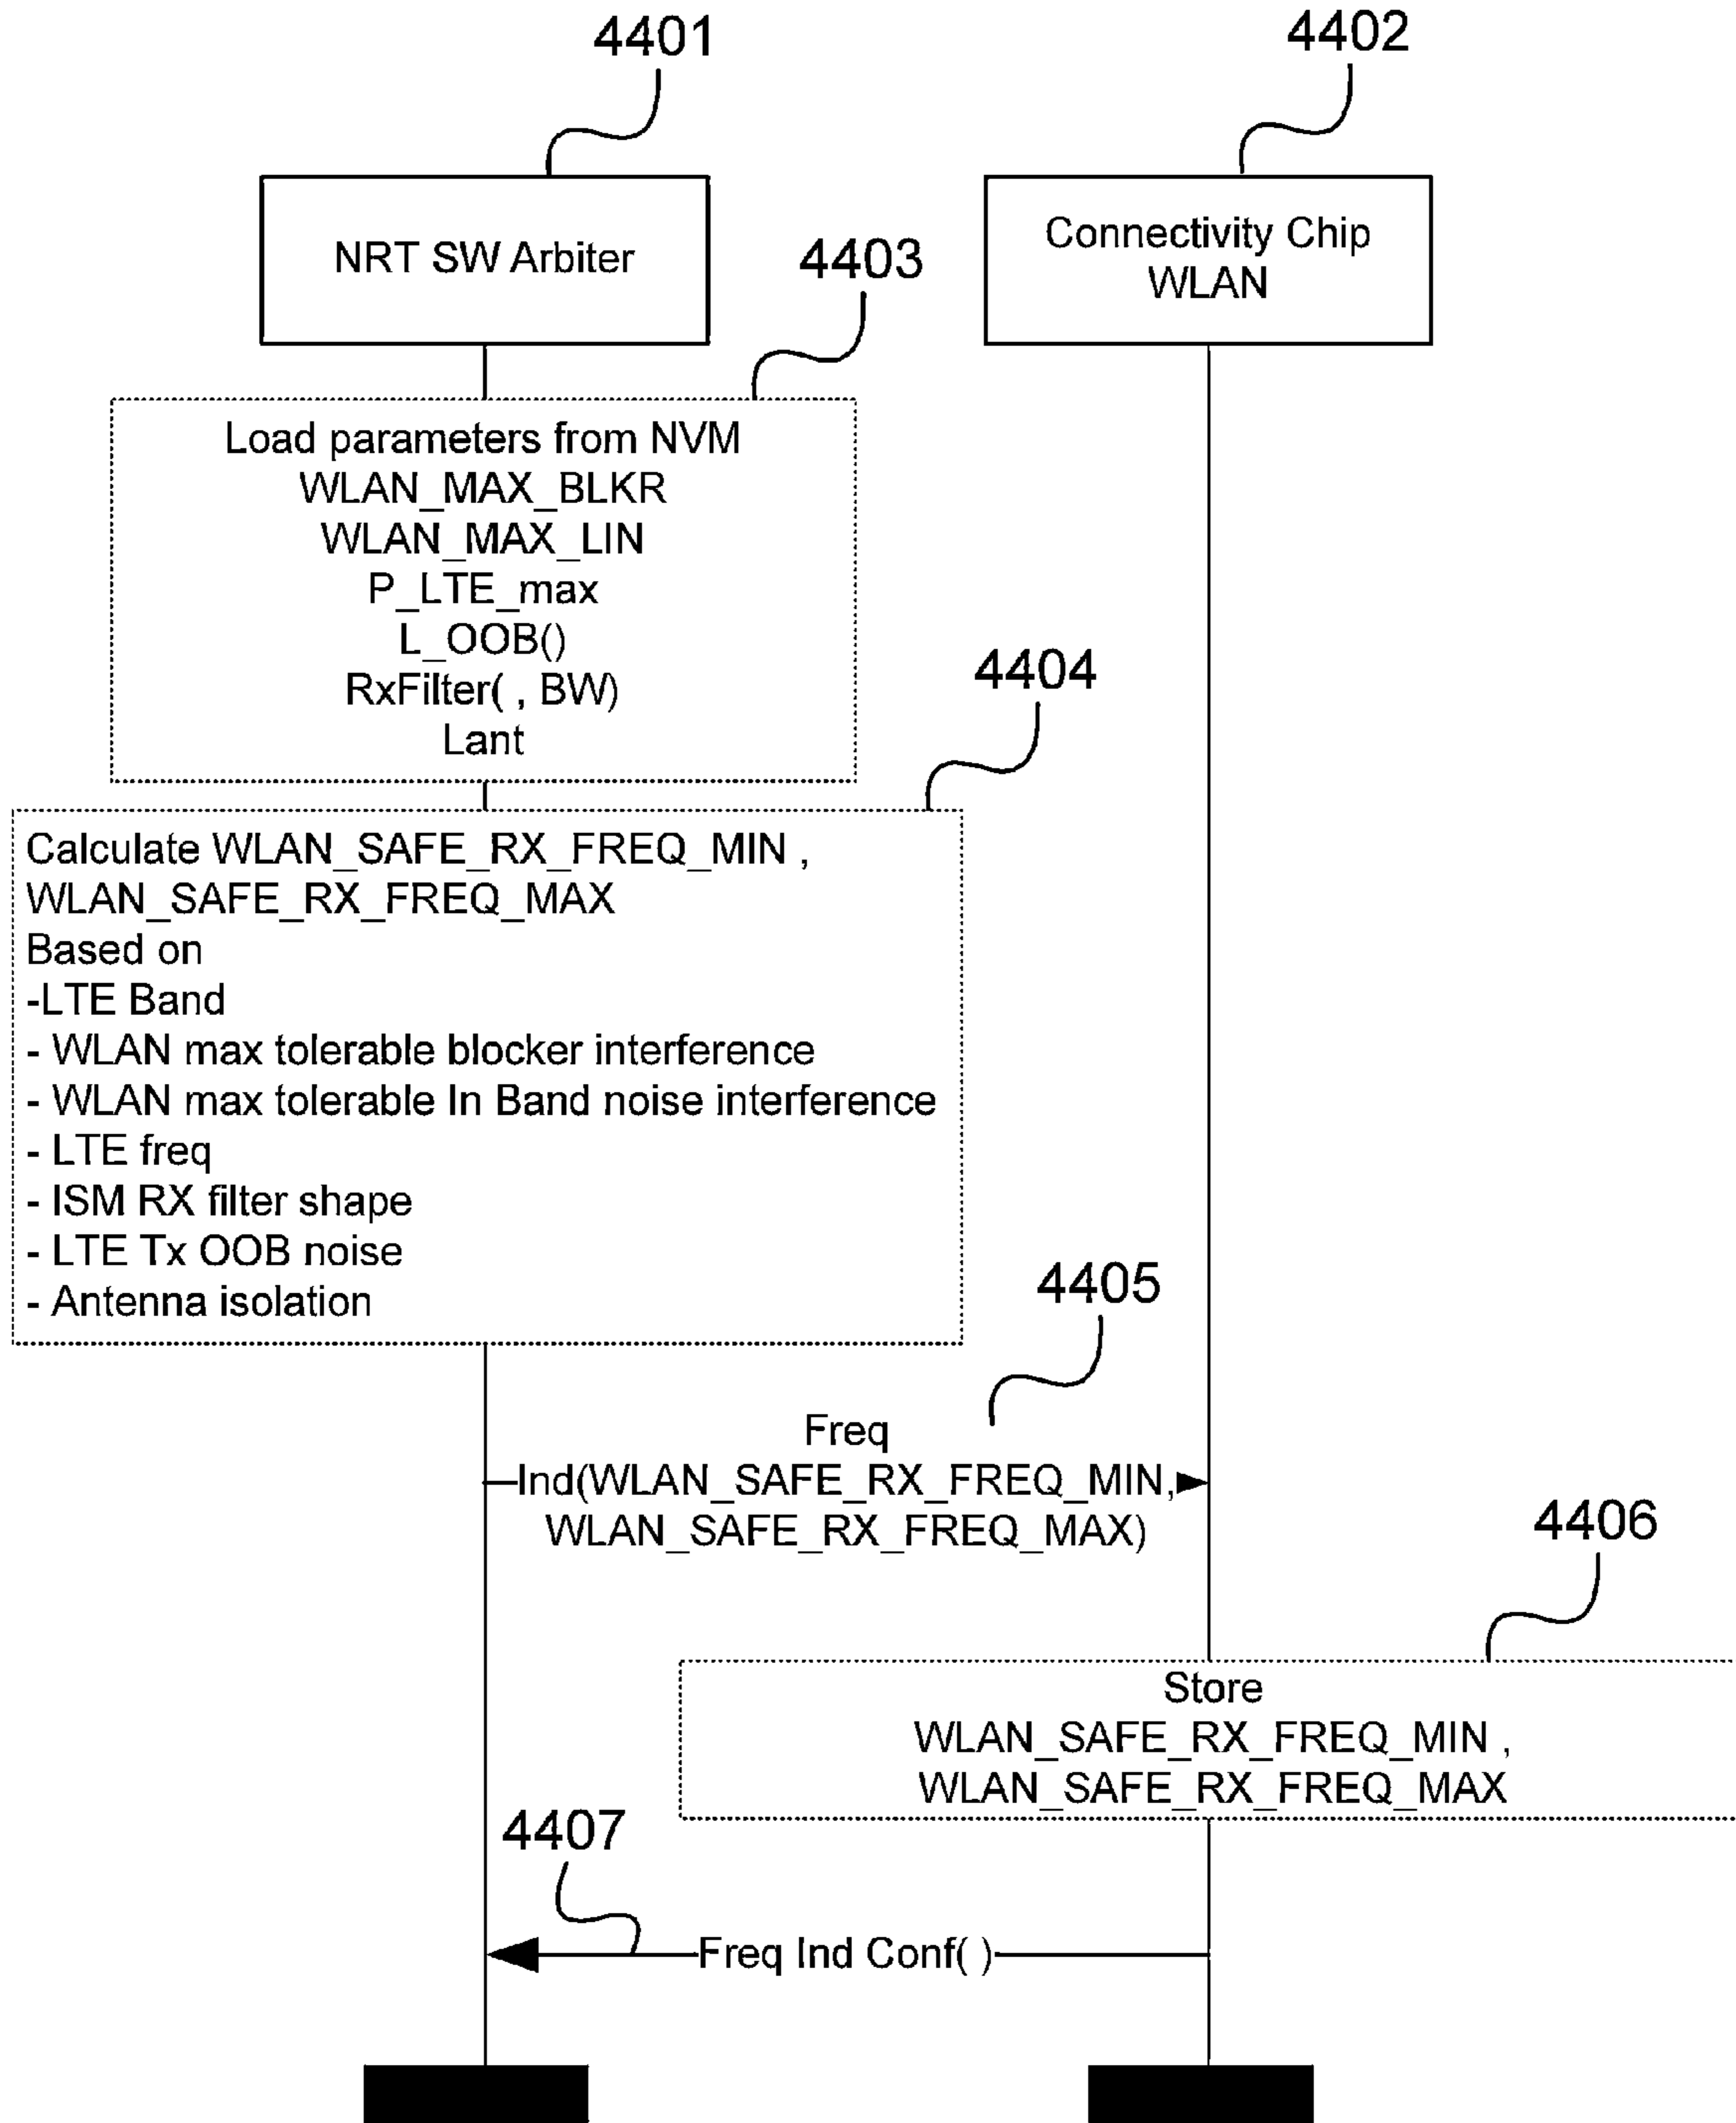 4401
4402
NRT SW Arbiter
Connectivity Chip
WLAN
4403
Load parameters from NVM
WLAN_MAX_BLKR
WLAN_MAX_LIN
P_LTE_max
L_OOB()
RxFilter( , BW)
Lant
4404
Calculate WLAN_SAFE_RX_FREQ_MIN ,
WLAN_SAFE_RX_FREQ_MAX
Based on
-LTE Band
- WLAN max tolerable blocker interference
- WLAN max tolerable In Band noise interference
- LTE freq
- ISM RX filter shape
- LTE Tx OOB noise
- Antenna isolation
4405
Freq
Ind(WLAN_SAFE_RX_FREQ_MIN,
WLAN_SAFE_RX_FREQ_MAX)
4406
Store
WLAN_SAFE_RX_FREQ_MIN ,
WLAN_SAFE_RX_FREQ_MAX
4407
Freq Ind Conf( )